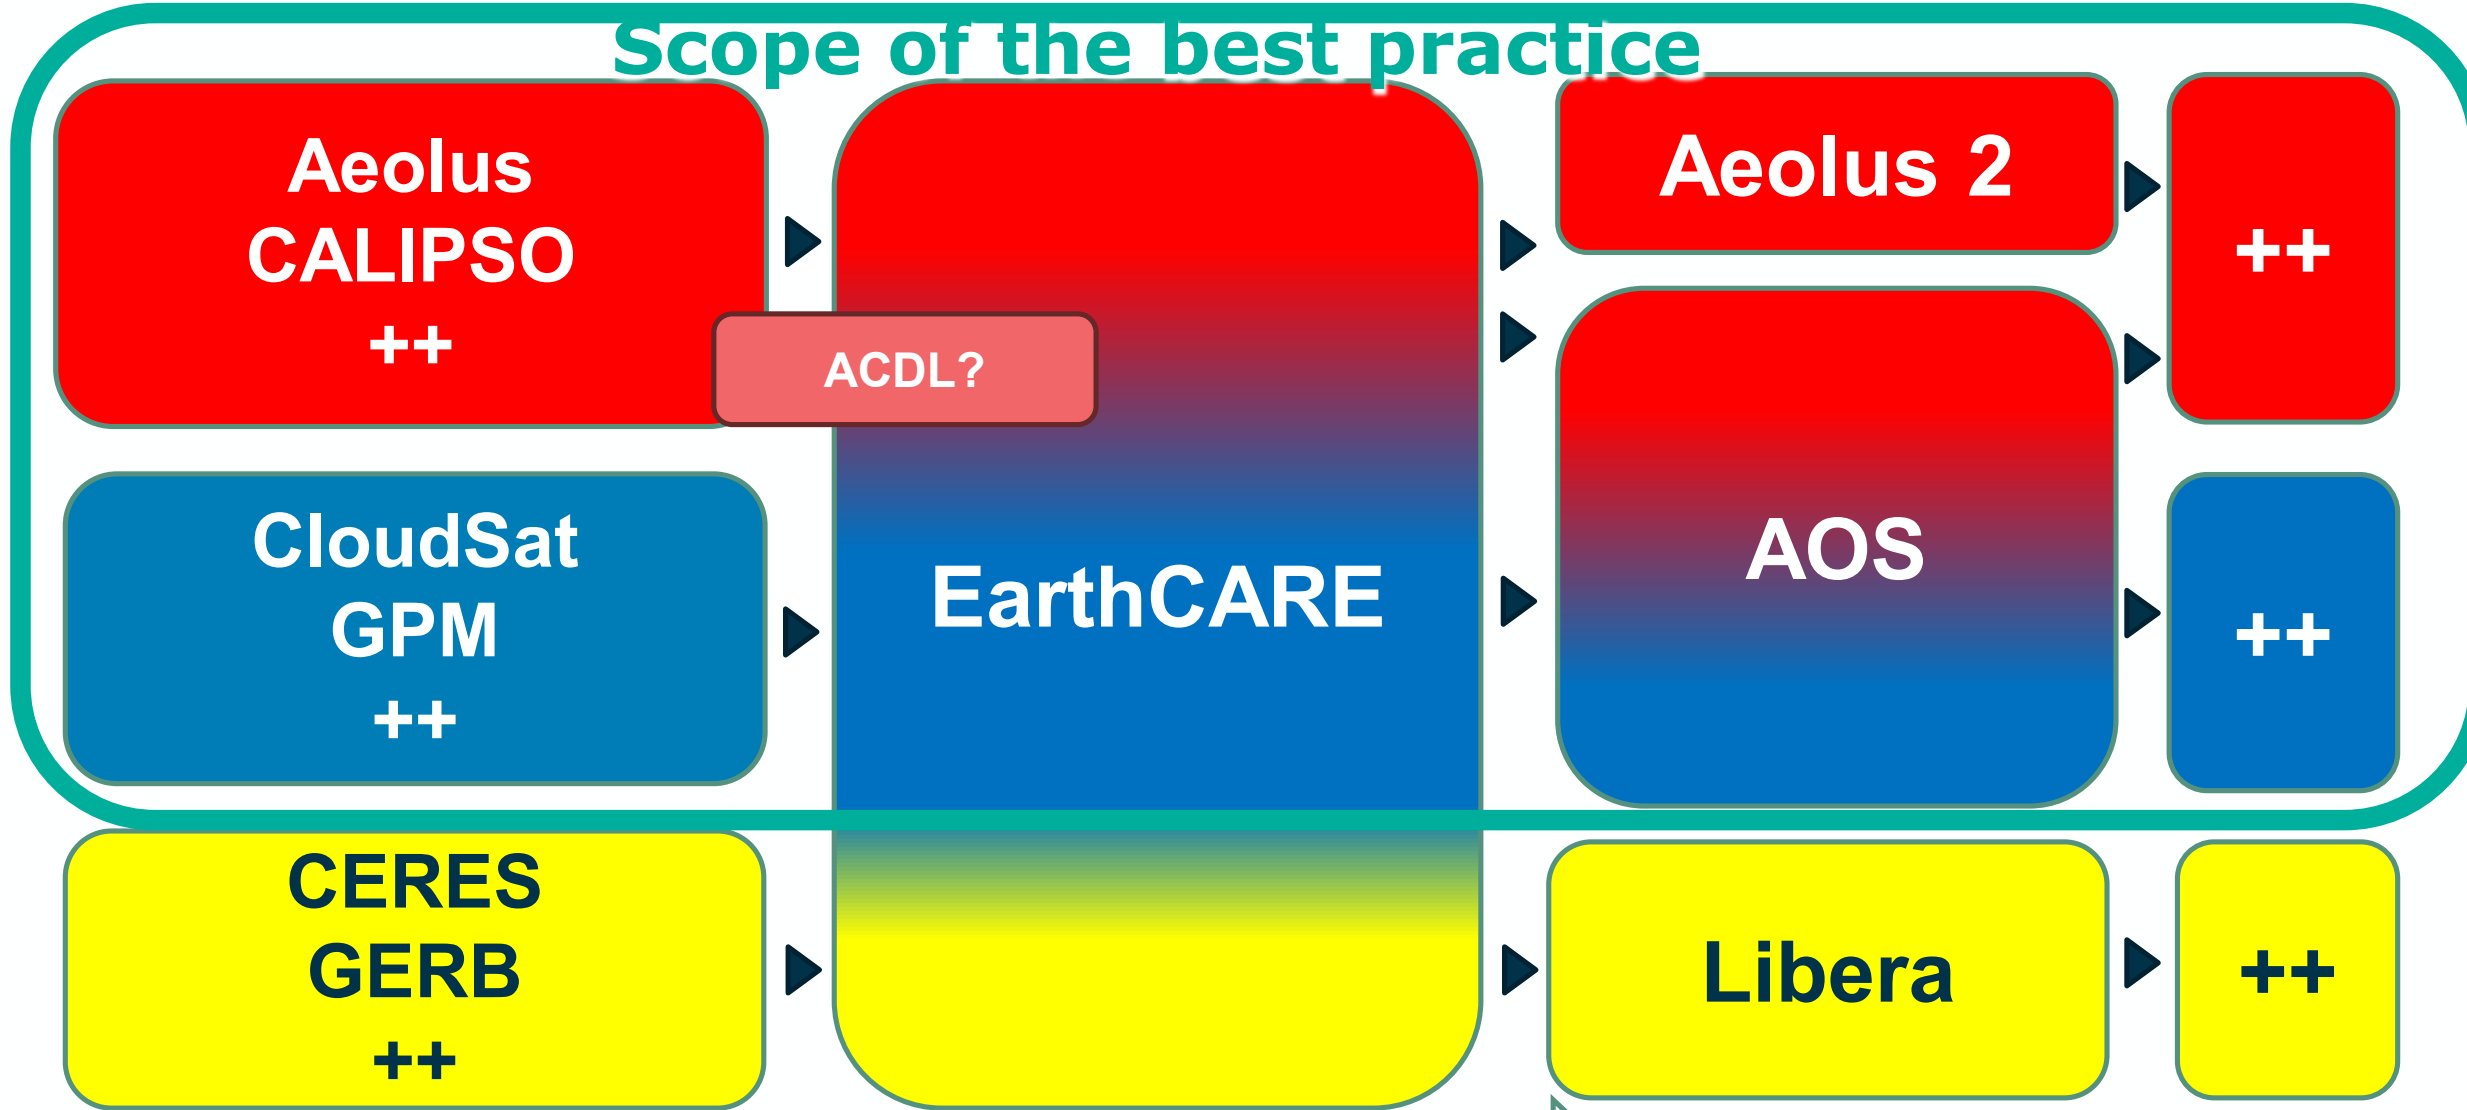 Scope of the best practice
Aeolus
CALIPSO
++
ACDL?
CloudSat
GPM
++
CERES
GERB
++
EarthCARE
Aeolus 2
AOS
Libera
++
++
++